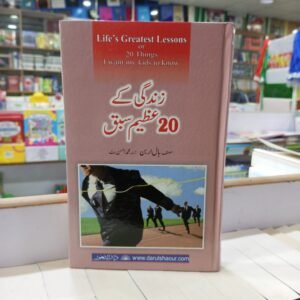 Life's Greatest Lessons
or
20 Things
I want my Kids to Know
زندگی کے
20 عظیم سبق
www.darulshaour.com